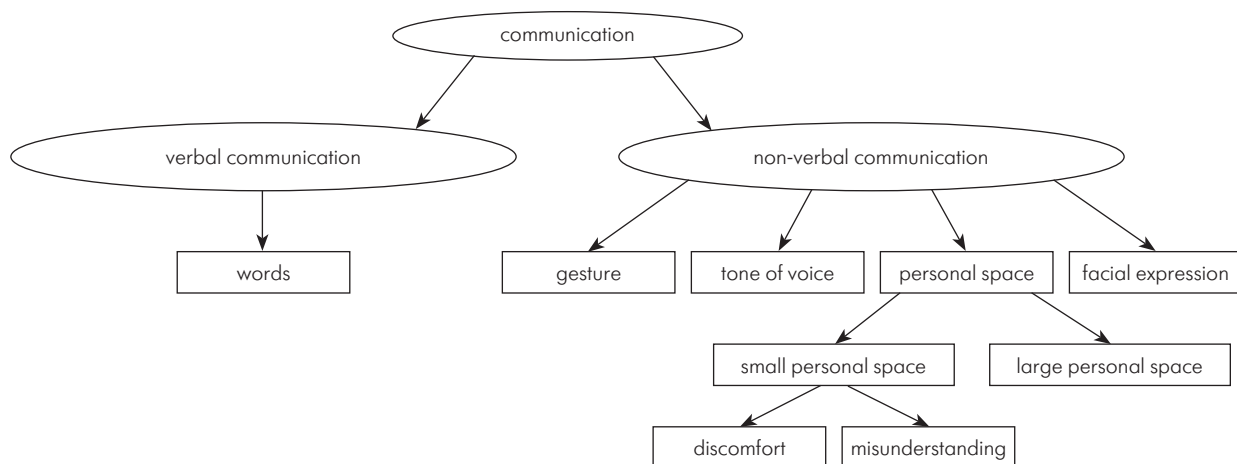 communication
verbal communication
non-verbal communication
words
gesture
tone of voice
personal space
facial expression
small personal space
large personal space
discomfort
misunderstanding